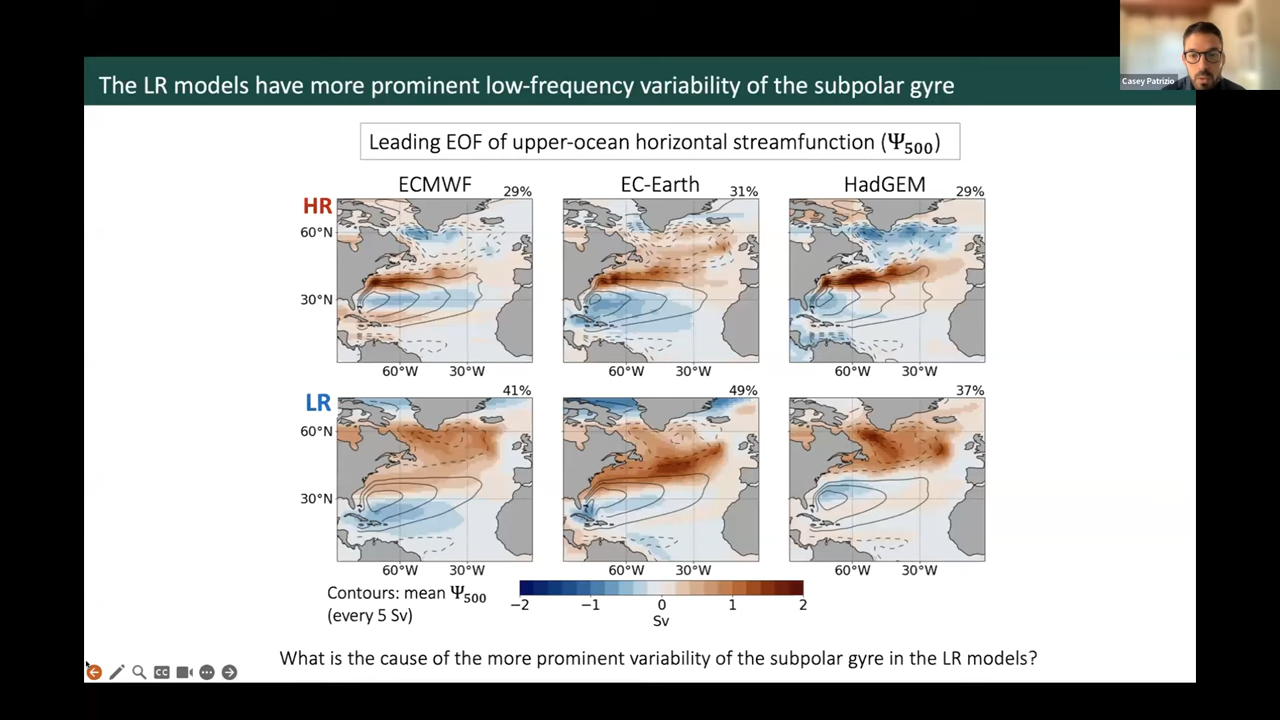 Casey Patrizio
The LR models have more prominent low-frequency variability of the subpolar gyre
Leading EOF of upper-ocean horizontal streamfunction (Ψ500)
ECMWF EC-Earth HadGEM
29% 31% 29%
HR
60°N
30°N
60°W 30°W 60°W 30°W 60°W 30°W
41% 49% 37%
LR
60°N
30°N
60°W 30°W 60°W 30°W 60°W 30°W
Contours: mean Ψ500
(every 5 Sv)
−2 −1 0 1 2
Sv
What is the cause of the more prominent variability of the subpolar gyre in the LR models?
CC